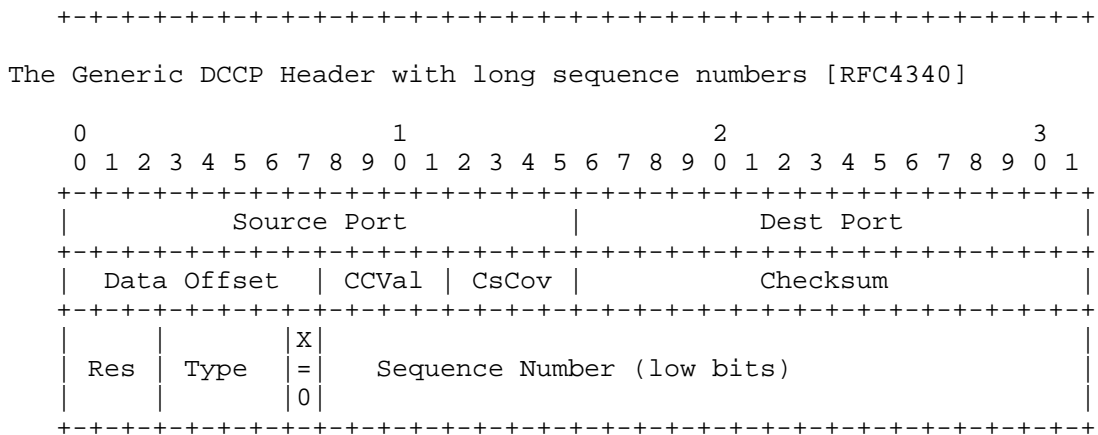 +-+-+-+-+-+-+-+-+-+-+-+-+-+-+-+-+-+-+-+-+-+-+-+-+-+-+-+-+-+-+-+-+
The Generic DCCP Header with long sequence numbers [RFC4340]
0                   1                   2                   3
0 1 2 3 4 5 6 7 8 9 0 1 2 3 4 5 6 7 8 9 0 1 2 3 4 5 6 7 8 9 0 1
+-+-+-+-+-+-+-+-+-+-+-+-+-+-+-+-+-+-+-+-+-+-+-+-+-+-+-+-+-+-+-+-+
|          Source Port          |           Dest Port           |
+-+-+-+-+-+-+-+-+-+-+-+-+-+-+-+-+-+-+-+-+-+-+-+-+-+-+-+-+-+-+-+-+
|  Data Offset  | CCVal | CsCov |           Checksum            |
+-+-+-+-+-+-+-+-+-+-+-+-+-+-+-+-+-+-+-+-+-+-+-+-+-+-+-+-+-+-+-+-+
|     |       |X|                                               |
| Res | Type  |=|   Sequence Number (low bits)                  |
|     |       |0|                                               |
+-+-+-+-+-+-+-+-+-+-+-+-+-+-+-+-+-+-+-+-+-+-+-+-+-+-+-+-+-+-+-+-+